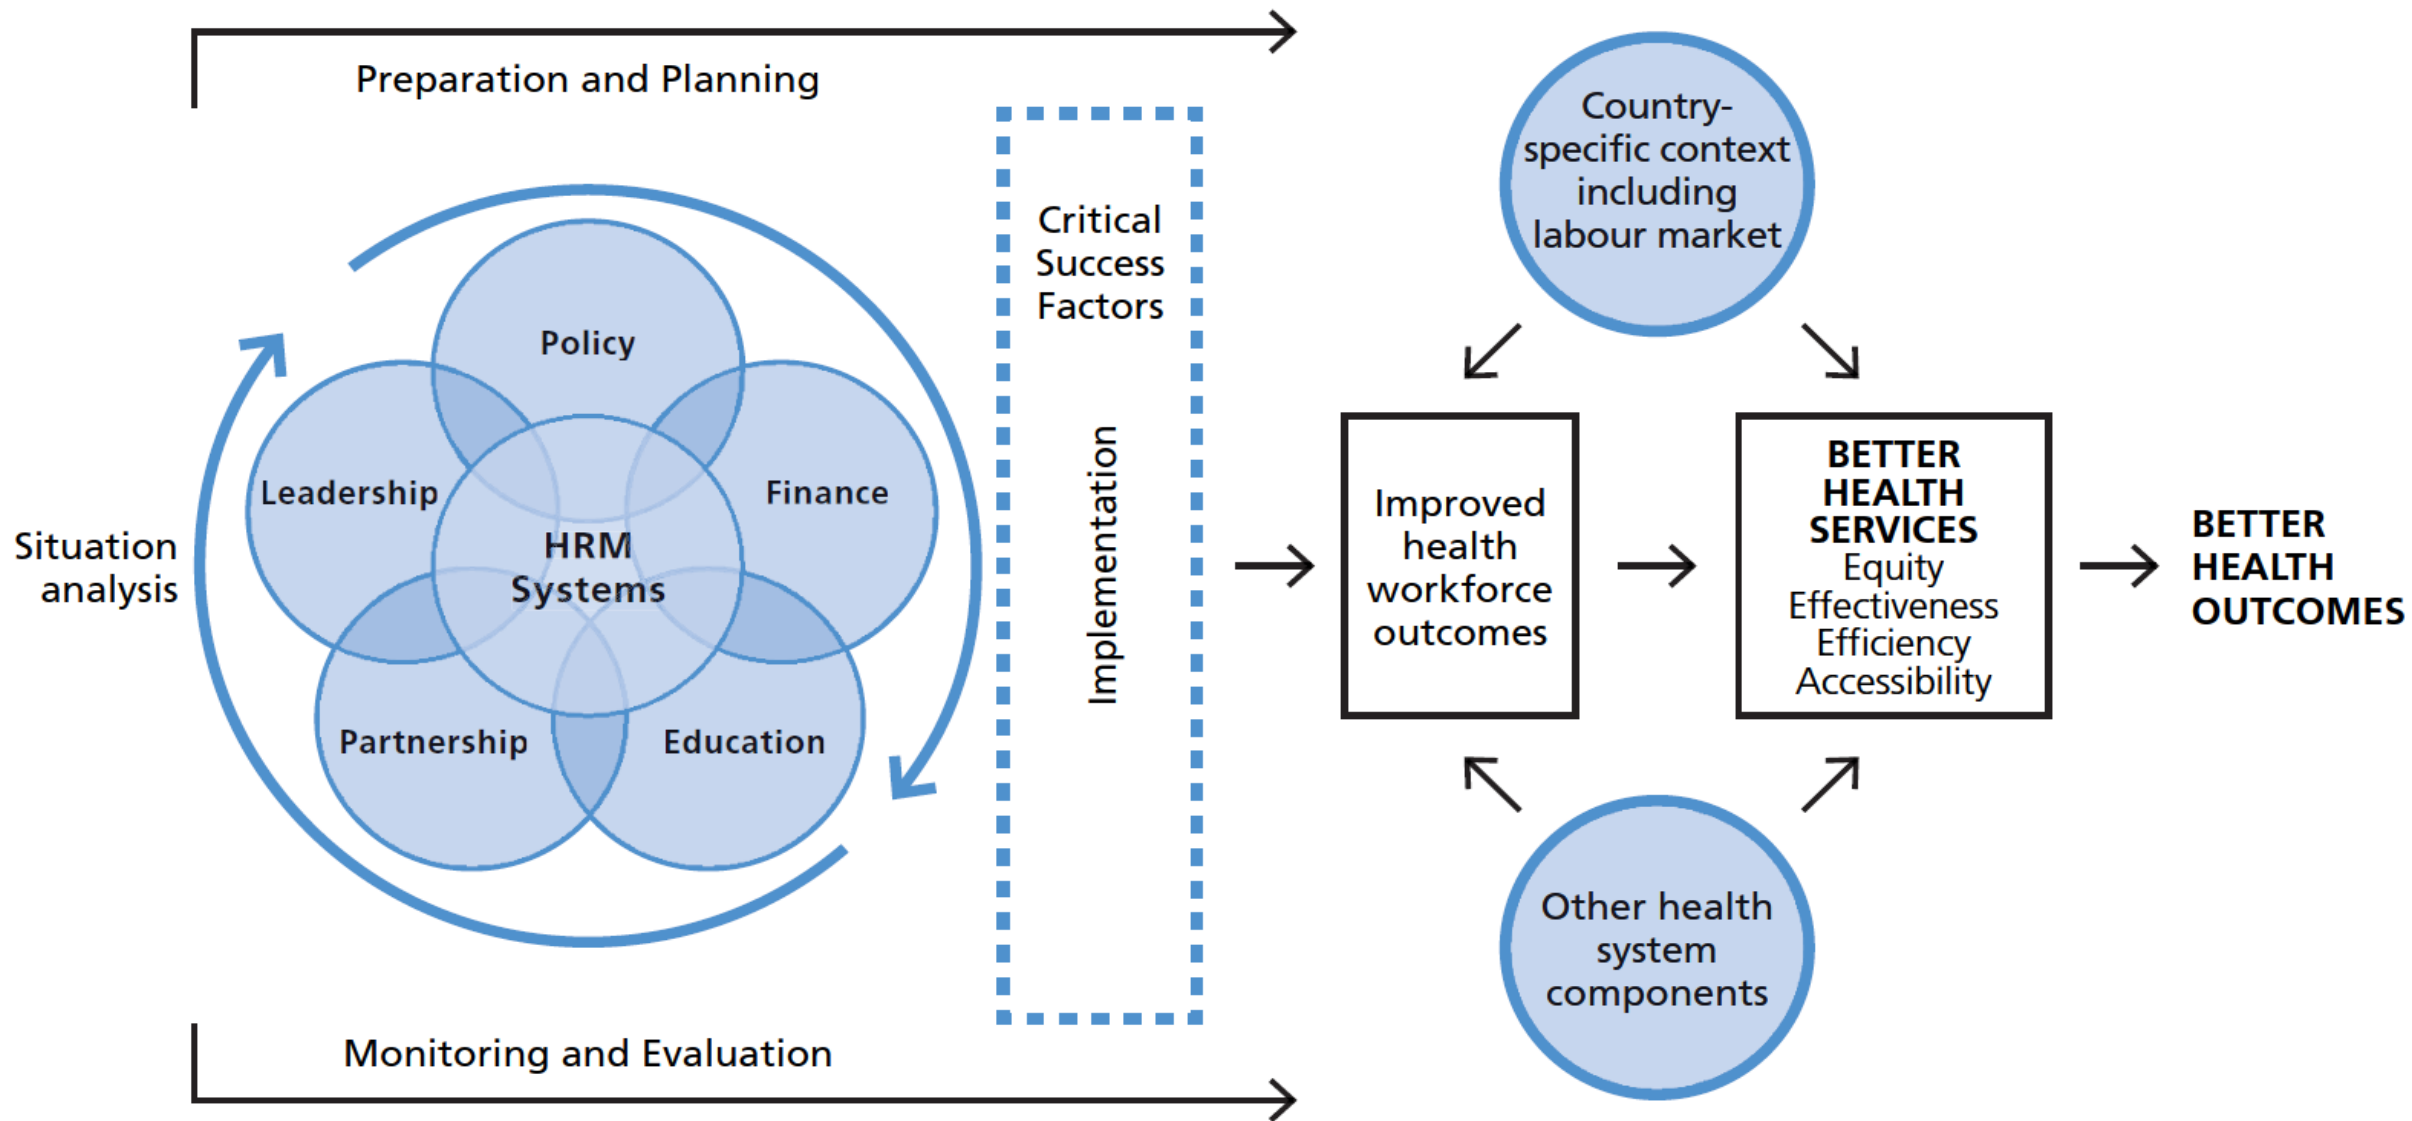 Preparation and Planning
Situation
analysis
Policy
Leadership
Finance
HRM
Systems
Partnership
Education
Monitoring and Evaluation
Critical
Success
Factors
Implementation
Country-
specific context
including
labour market
Improved
health
workforce
outcomes
BETTER
HEALTH
SERVICES
Equity
Effectiveness
Efficiency
Accessibility
Other health
system
components
BETTER
HEALTH
OUTCOMES